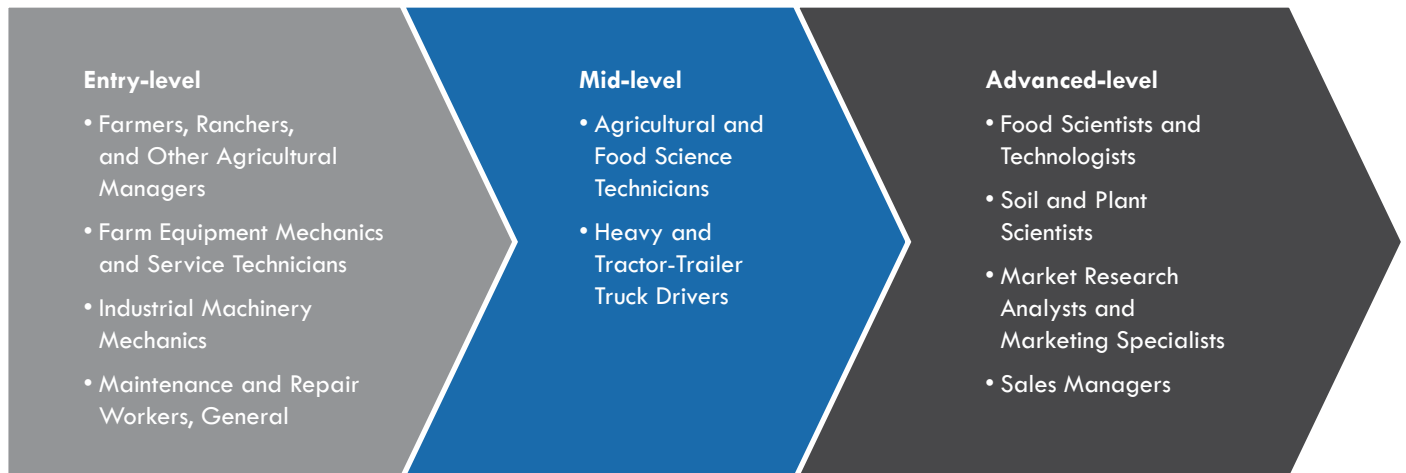 Entry-level
• Farmers, Ranchers,
and Other Agricultural
Managers
• Farm Equipment Mechanics
and Service Technicians
• Industrial Machinery
Mechanics
• Maintenance and Repair
Workers, General
Mid-level
• Agricultural and
Food Science
Technicians
• Heavy and
Tractor-Trailer
Truck Drivers
Advanced-level
• Food Scientists and
Technologists
• Soil and Plant
Scientists
• Market Research
Analysts and
Marketing Specialists
• Sales Managers